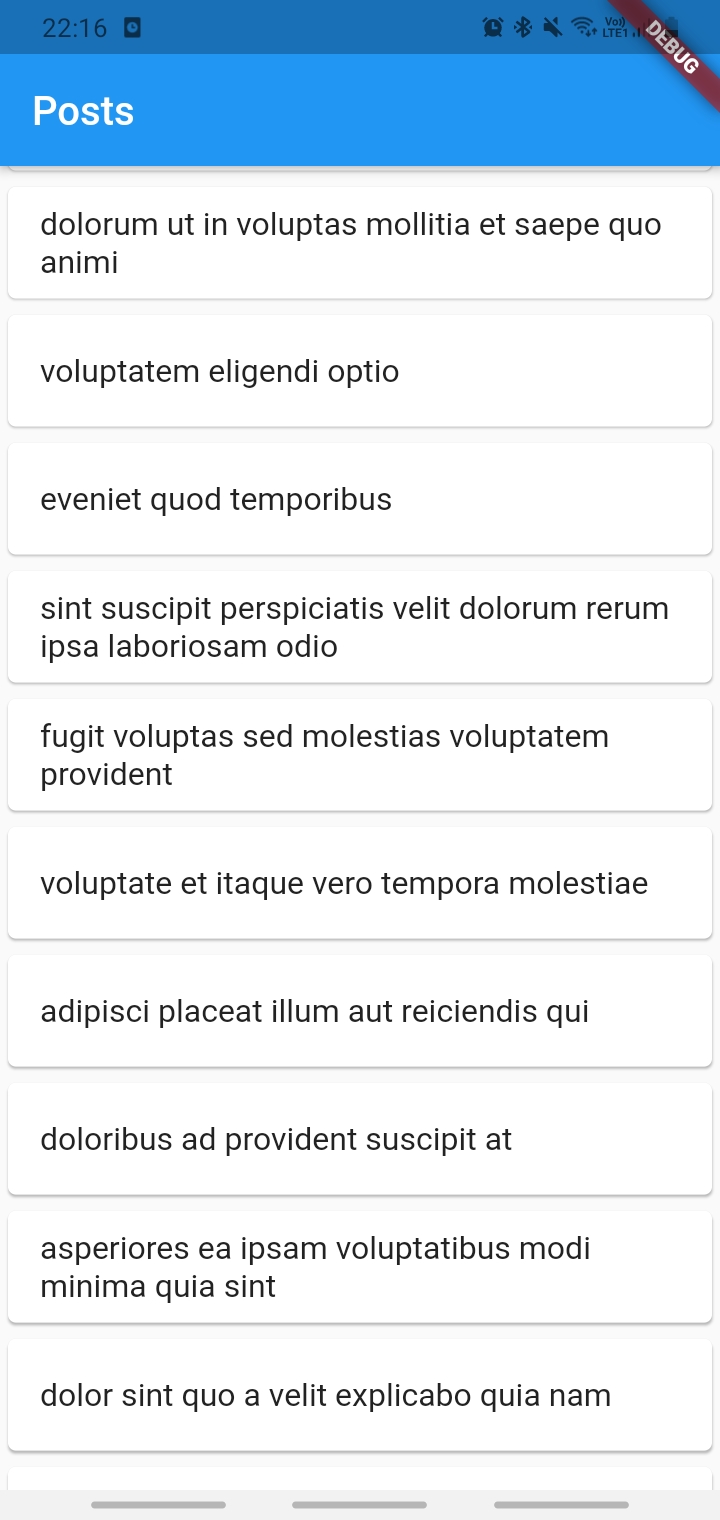 22:16
Vo))
LTE1
DEBUG
Posts
dolorum ut in voluptas mollitia et saepe quo
animi
voluptatem eligendi optio
eveniet quod temporibus
sint suscipit perspiciatis velit dolorum rerum
ipsa laboriosam odio
fugit voluptas sed molestias voluptatem
provident
voluptate et itaque vero tempora molestiae
adipisci placeat illum aut reiciendis qui
doloribus ad provident suscipit at
asperiores ea ipsam voluptatibus modi
minima quia sint
dolor sint quo a velit explicabo quia nam